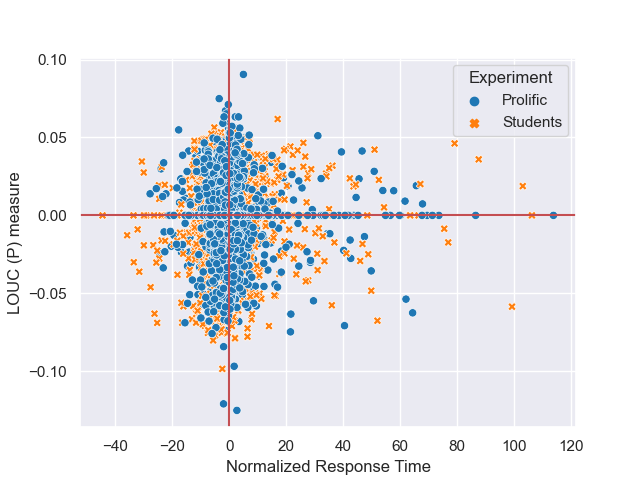 Experiment
Prolific
Students
0.10
0.05
0.00
−0.05
−0.10
LOUC (P) measure
−40 −20 0 20 40 60 80 100 120
Normalized Response Time